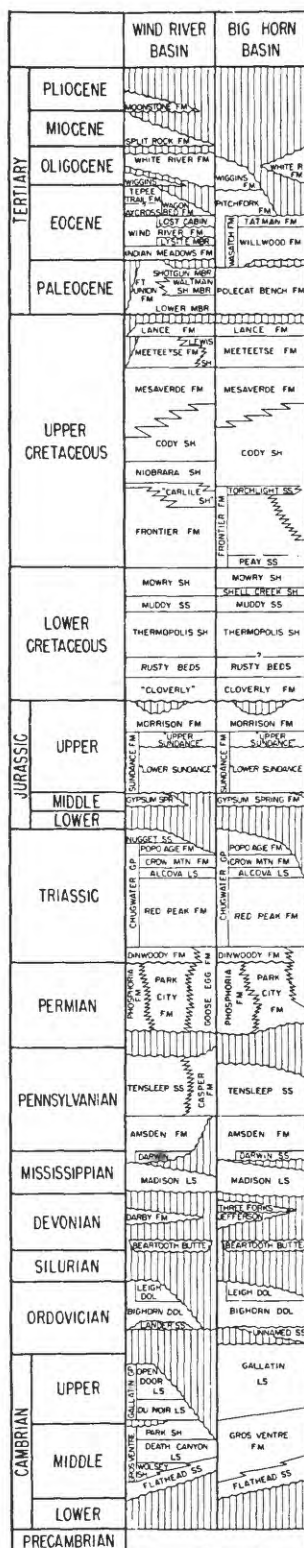 WIND RIVER BASIN
BIG HORN BASIN
TERTIARY
PLIOCENE
MOONSTONE FM
MIOCENE
SPLIT ROCK FM
OLIGOCENE
WHITE RIVER FM
WHITE R
WIGGINS
WIGGINS FM
EOCENE
TEPEE TRAIL FM
WAGON BED FM
AYCROSS
PITCHFORK
LOST CABIN
TATMAN FM
WIND RIVER FM
WASATCH FM
WILLWOOD FM
LYSITE MBR
INDIAN MEADOWS FM
PALEOCENE
FT UNION FM
SHOTGUN MBR
WALTMAN SH MBR
POLECAT BENCH FM
LOWER MBR
UPPER CRETACEOUS
LANCE FM
LANCE FM
LEWIS SH
MEETEETSE FM
MEETEETSE FM
MESAVERDE FM
MESAVERDE FM
CODY SH
CODY SH
NIOBRARA SH
"CARLILE SH"
TORCHLIGHT SS
FRONTIER FM
FRONTIER FM
PEAY SS
LOWER CRETACEOUS
MOWRY SH
MOWRY SH
SHELL CREEK SH
MUDDY SS
MUDDY SS
THERMOPOLIS SH
THERMOPOLIS SH
?
RUSTY BEDS
RUSTY BEDS
"CLOVERLY"
CLOVERLY FM
JURASSIC
UPPER
MORRISON FM
MORRISON FM
SUNDANCE FM
"UPPER SUNDANCE"
SUNDANCE FM
"UPPER SUNDANCE"
"LOWER SUNDANCE"
"LOWER SUNDANCE"
MIDDLE
GYPSUM SPR
GYPSUM SPRING FM
LOWER
TRIASSIC
NUGGET SS
CHUGWATER GP
POPO AGIE FM
CHUGWATER GP
POPO AGIE FM
CROW MTN FM
CROW MTN FM
ALCOVA LS
ALCOVA LS
RED PEAK FM
RED PEAK FM
DINWOODY FM
DINWOODY FM
PERMIAN
PHOSPHORIA FM
PARK CITY FM
GOOSE EGG FM
PHOSPHORIA FM
PARK CITY FM
PENNSYLVANIAN
TENSLEEP SS
CASPER FM
TENSLEEP SS
AMSDEN FM
AMSDEN FM
MISSISSIPPIAN
DARWIN
DARWIN SS
MADISON LS
MADISON LS
DEVONIAN
DARBY FM
THREE FORKS
JEFFERSON
BEARTOOTH BUTTE
BEARTOOTH BUTTE
SILURIAN
ORDOVICIAN
LEIGH DOL
LEIGH DOL
BIGHORN DOL
BIGHORN DOL
LANDER SS
UNNAMED SS
CAMBRIAN
UPPER
GALLATIN GP
OPEN DOOR LS
GALLATIN LS
DU NOIR LS
MIDDLE
GROS VENTRE
PARK SH
DEATH CANYON LS
GROS VENTRE FM
WOLSEY SH
FLATHEAD SS
FLATHEAD SS
LOWER
PRECAMBRIAN